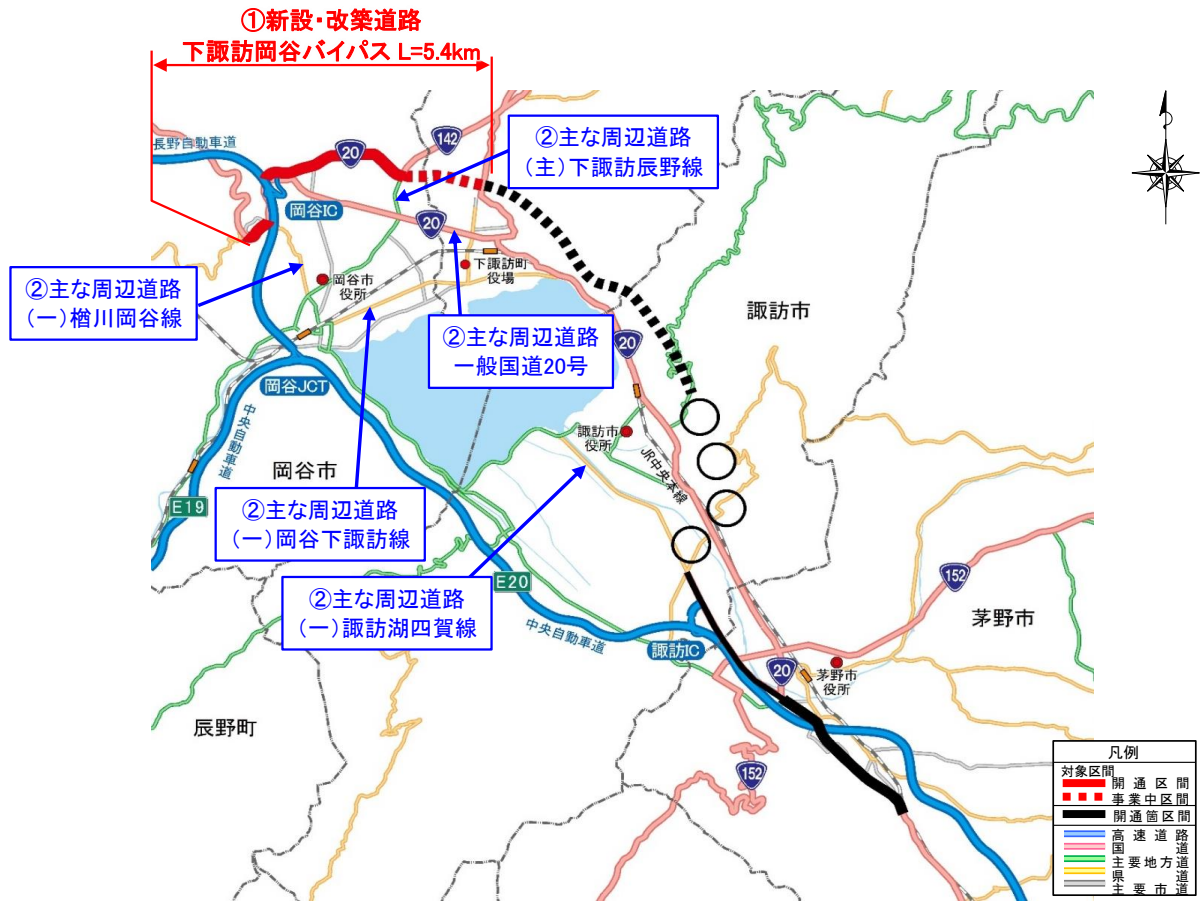 ①新設・改築道路
下諏訪岡谷バイパス L=5.4km
長野自動車道
20
142
②主な周辺道路
(主)下諏訪辰野線
岡谷IC
20
下諏訪町
役場
岡谷市
役所
②主な周辺道路
(一)楢川岡谷線
②主な周辺道路
一般国道20号
諏訪市
20
岡谷JCT
中央自動車道
諏訪市
役所
JR中央本線
岡谷市
E19
②主な周辺道路
(一)岡谷下諏訪線
E20
152
②主な周辺道路
(一)諏訪湖四賀線
中央自動車道
諏訪IC
茅野市
20
茅野市
役所
辰野町
152
凡例
対象区間
開通区間
事業中区間
開通箇区間
高速道路
国道
主要地方道
県道
主要市道